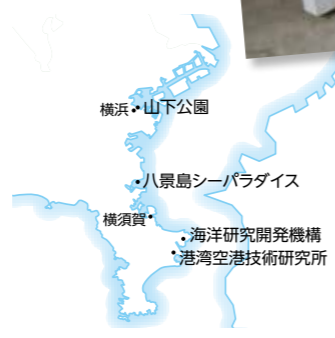 横浜 山下公園
八景島シーパラダイス
横須賀
海洋研究開発機構
港湾空港技術研究所